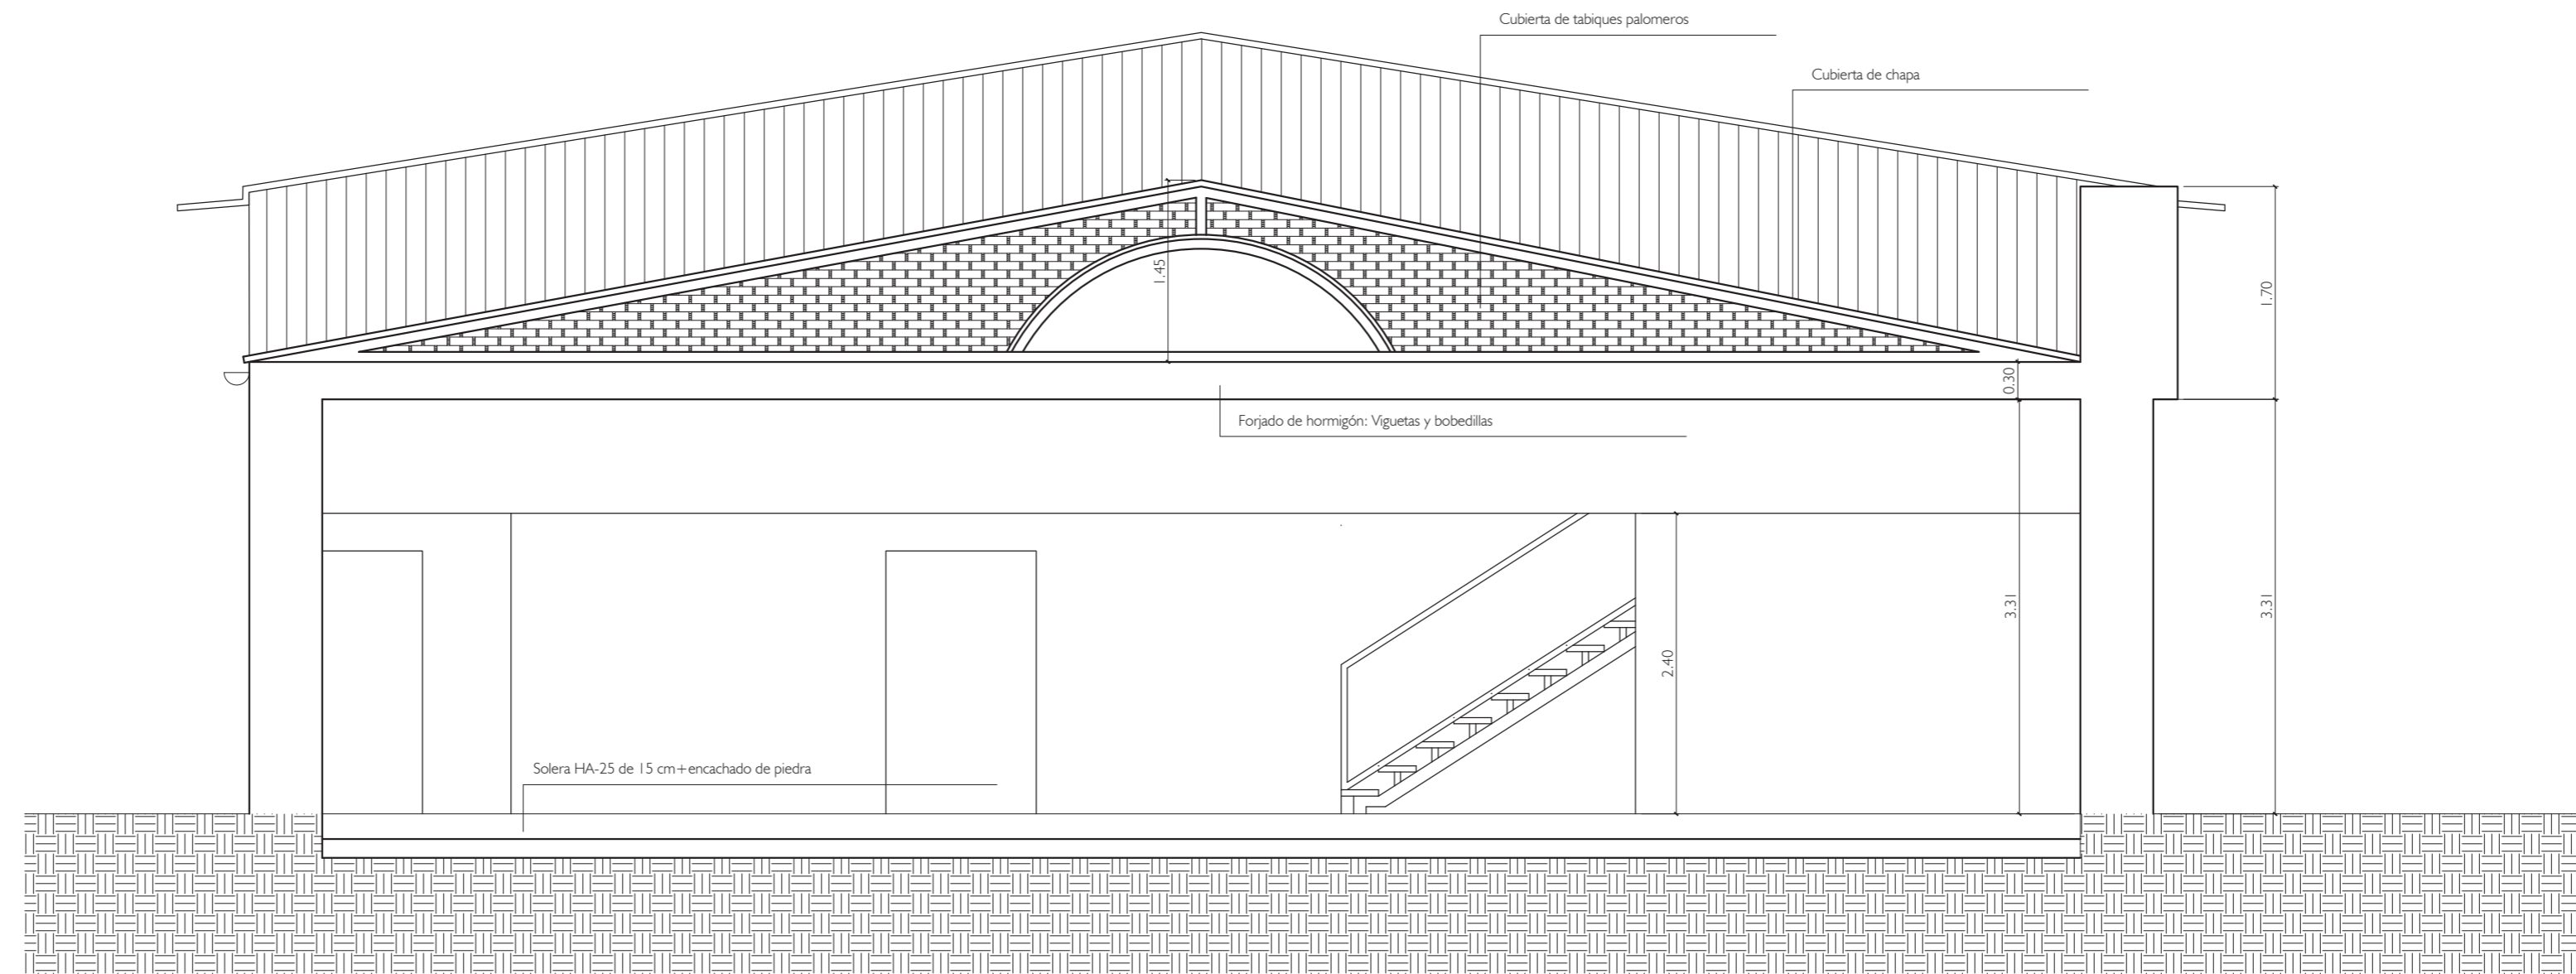 Cubierta de tabiques palomeros
Cubierta de chapa
1.45
1.70
0.30
Forjado de hormigón: Viguetas y bobedillas
3.31
3.31
2.40
Solera HA-25 de 15 cm+encachado de piedra